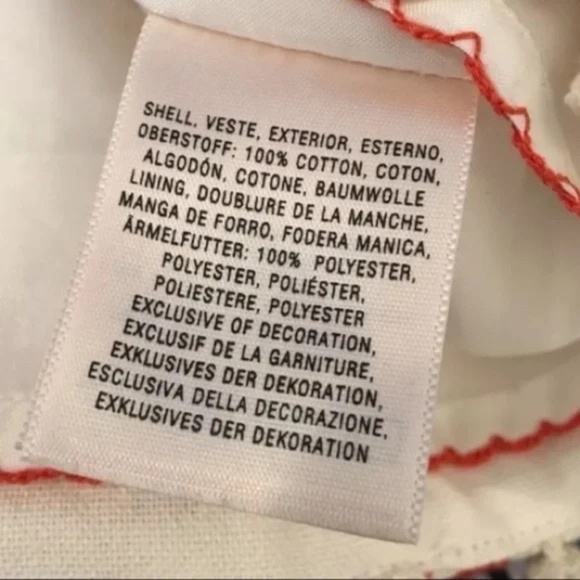 SHELL, VESTE, EXTERIOR, ESTERNO,
OBERSTOFF: 100% COTTON, COTON,
ALGODÓN, COTONE, BAUMWOLLE
LINING, DOUBLURE DE LA MANCHE,
MANGA DE FORRO, FODERA MANICA,
ÄRMELFUTTER: 100% POLYESTER,
POLYESTER, POLIÉSTER,
POLIESTERE, POLYESTER
EXCLUSIVE OF DECORATION,
EXCLUSIF DE LA GARNITURE,
EXKLUSIVES DER DEKORATION,
ESCLUSIVA DELLA DECORAZIONE,
EXKLUSIVES DER DEKORATION